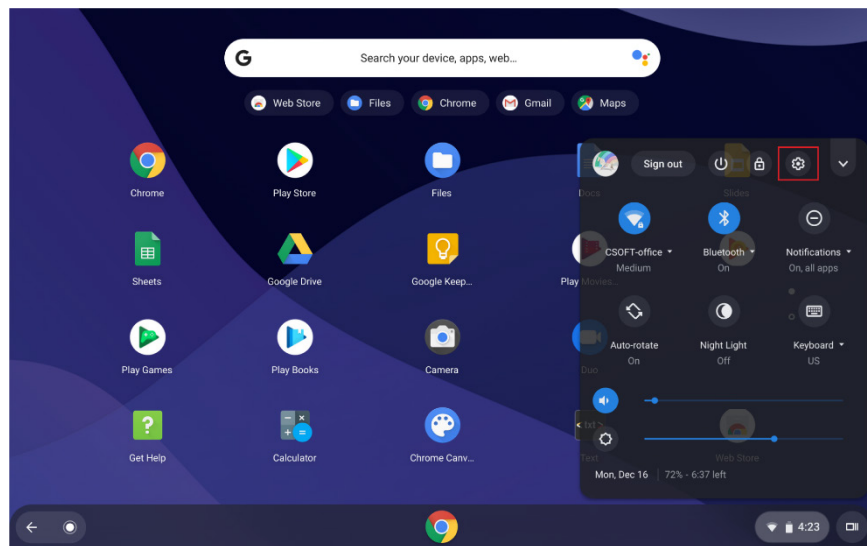 Search your device, apps, web...
Web Store Files Chrome Gmail Maps
Sign out
Chrome Play Store Files Docs Slides
CSOFT-office Bluetooth Notifications
Medium On On, all apps
Sheets Google Drive Google Keep... Play Movies...
Auto-rotate Night Light Keyboard
On Off US
Play Games Play Books Camera Duo
< txt >
Get Help Calculator Chrome Canv... Text Web Store
Mon, Dec 16 72% - 6:37 left
4:23